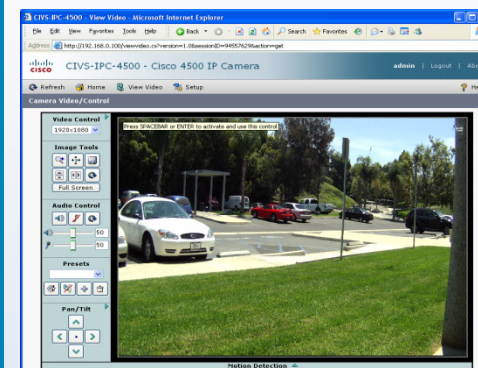 CIVS-IPC-4500 - View Video - Microsoft Internet Explorer
File Edit View Favorites Tools Help Back Search Favorites
Address http://192.168.0.100/viewvideo.cs?version=1.0&sessionID=94557629&action=get
cisco CIVS-IPC-4500 - Cisco 4500 IP Camera admin | Logout | Abo
Refresh Home View Video Setup ? He
Camera Video/Control
Video Control
1920x1080
Press SPACEBAR or ENTER to activate and use this control
Image Tools
Full Screen
Audio Control
50
50
Presets
Pan/Tilt
Motion Detection